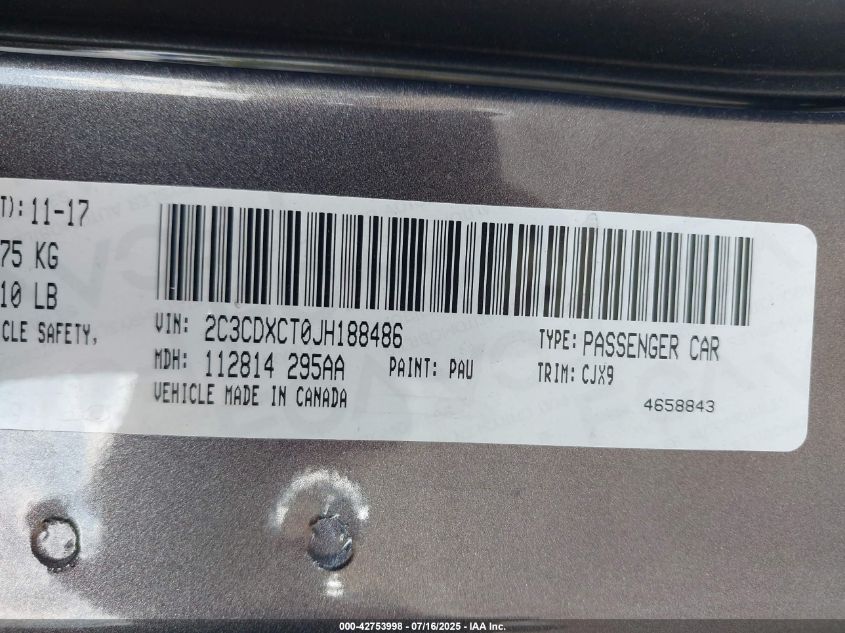 T): 11-17
75 KG
10 LB
CLE SAFETY,
VIN: 2C3CDXCT0JH188486
TYPE: PASSENGER CAR
MDH: 112814 295AA PAINT: PAU TRIM: CJX9
VEHICLE MADE IN CANADA
4658843
000-42753998 - 07/16/2025 - IAA Inc.